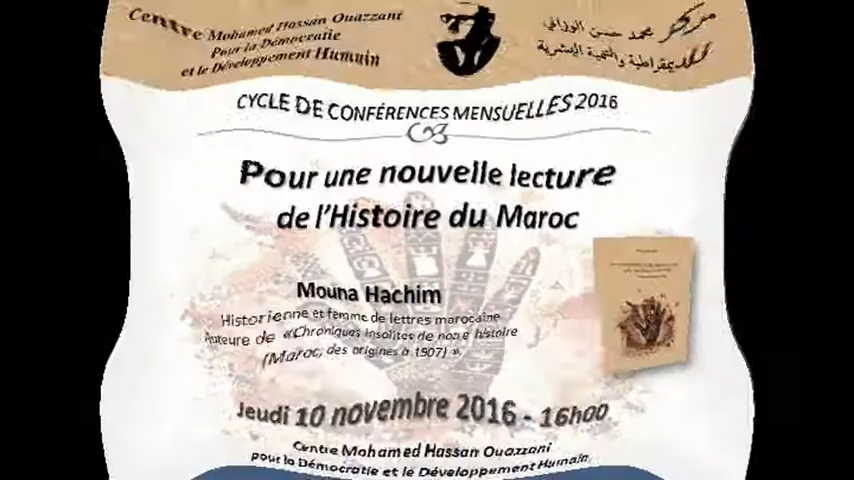 Centre Mohamed Hassan Ouazzani
Pour la Démocratie
et le Développement Humain
مركز محمد حسن الوزاني
للديمقراطية والتنمية البشرية
CYCLE DE CONFÉRENCES MENSUELLES 2016
Pour une nouvelle lecture
de l'Histoire du Maroc
Mouna Hachim
Historienne et femme de lettres marocaine
Auteure de «Chroniques insolites de notre histoire
(Maroc, des origines à 1907) »
Jeudi 10 novembre 2016 - 16h00
Centre Mohamed Hassan Ouazzani
pour la Démocratie et le Développement Humain